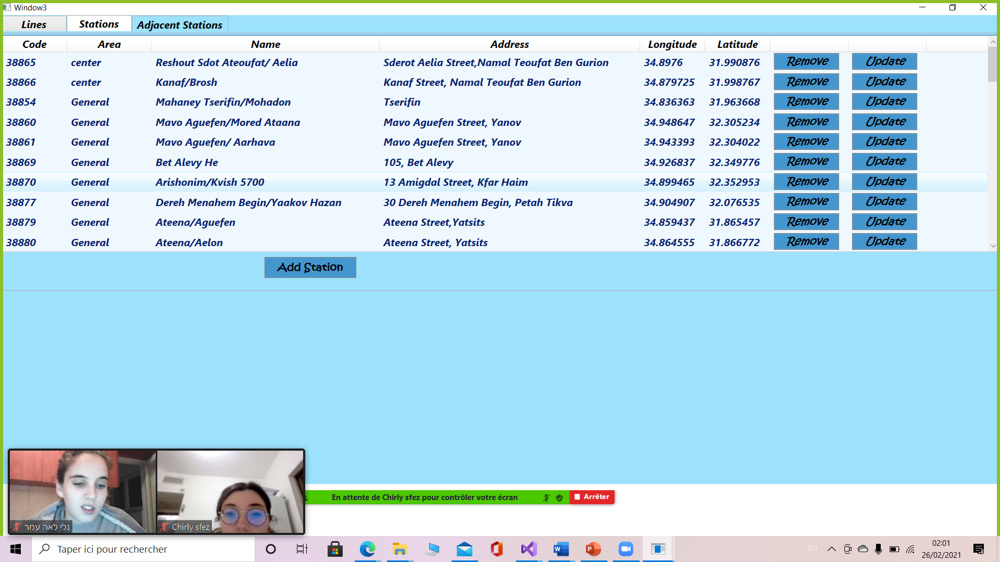 Window3
Lines Stations Adjacent Stations
Code Area Name Address Longitude Latitude
38865 center Reshout Sdot Ateoufat/ Aelia Sderot Aelia Street,Namal Teoufat Ben Gurion 34.8976 31.990876 Remove Update
38866 center Kanaf/Brosh Kanaf Street, Namal Teoufat Ben Gurion 34.879725 31.998767 Remove Update
38854 General Mahaney Tserifin/Mohadon Tserifin 34.836363 31.963668 Remove Update
38860 General Mavo Aguefen/Mored Ataana Mavo Aguefen Street, Yanov 34.948647 32.305234 Remove Update
38861 General Mavo Aguefen/ Aarhava Mavo Aguefen Street, Yanov 34.943393 32.304022 Remove Update
38869 General Bet Alevy He 105, Bet Alevy 34.926837 32.349776 Remove Update
38870 General Arishonim/Kvish 5700 13 Amigdal Street, Kfar Haim 34.899465 32.352953 Remove Update
38877 General Dereh Menahem Begin/Yaakov Hazan 30 Dereh Menahem Begin, Petah Tikva 34.904907 32.076535 Remove Update
38879 General Ateena/Aguefen Ateena Street,Yatsits 34.859437 31.865457 Remove Update
38880 General Ateena/Aelon Ateena Street, Yatsits 34.864555 31.866772 Remove Update
Add Station
En attente de Chirly sfez pour contrôler votre écran Arrêter
נלי לאה עמר Chirly sfez
Taper ici pour rechercher
EN
02:01
26/02/2021